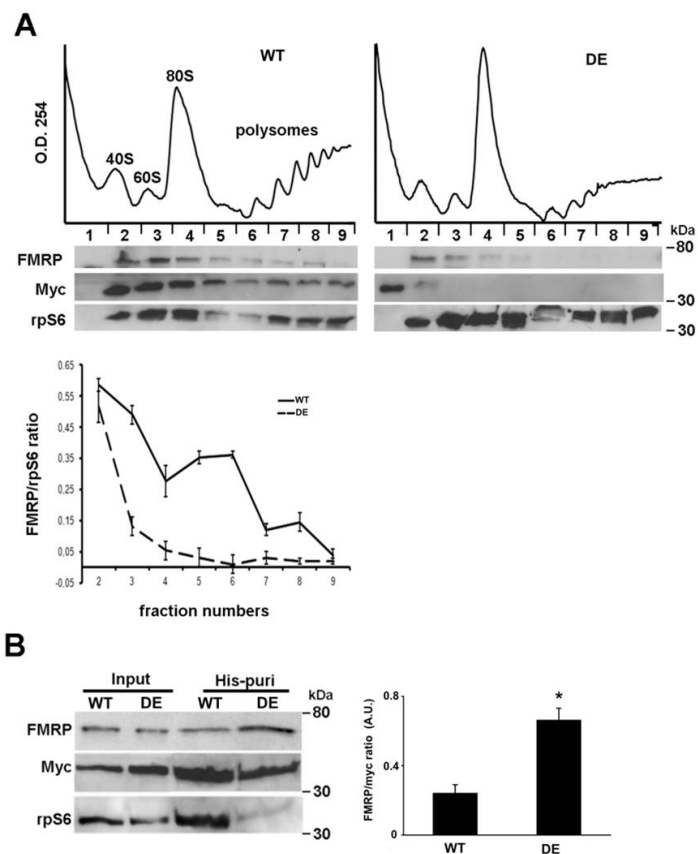 A
WT
DE
O.D. 254
40S
60S
80S
polysomes
1 2 3 4 5 6 7 8 9
1 2 3 4 5 6 7 8 9
kDa
FMRP
80
Myc
30
rpS6
30
FMRP/rpS6 ratio
0.65
0.55
0.45
0.35
0.25
0.15
0.05
-0.05
WT
DE
2 3 4 5 6 7 8 9
fraction numbers
B
Input His-puri
WT DE WT DE
kDa
80
FMRP
Myc
30
rpS6
30
FMRP/myc ratio (A.U.)
0.8
0.4
0
*
WT DE